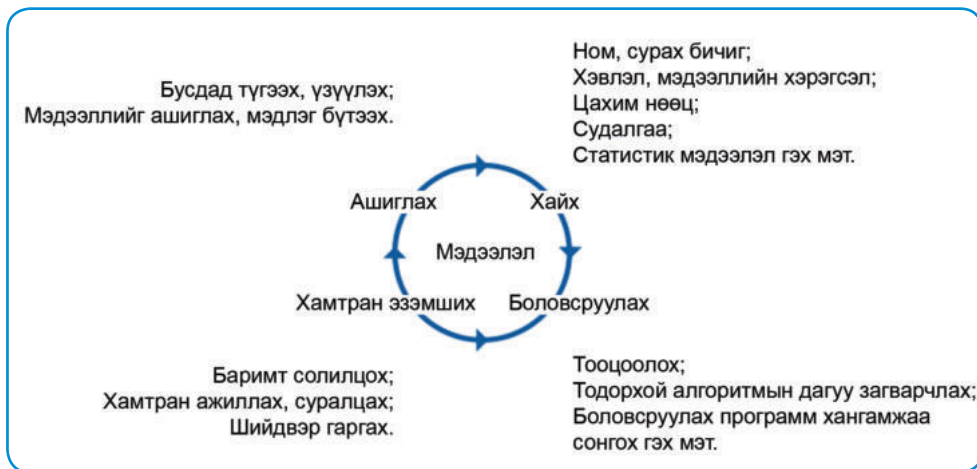 Бусдад түгээх, үзүүлэх;
Мэдээллийг ашиглах, мэдлэг бүтээх.
Ном, сурах бичиг;
Хэвлэл, мэдээллийн хэрэгсэл;
Цахим нөөц;
Судалгаа;
Статистик мэдээлэл гэх мэт.
Ашиглах
Хайх
Мэдээлэл
Хамтран эзэмших
Боловсруулах
Баримт солилцох;
Хамтран ажиллах, суралцах;
Шийдвэр гаргах.
Тооцоолох;
Тодорхой алгоритмын дагуу загварчлах;
Боловсруулах программ хангамжаа
сонгох гэх мэт.